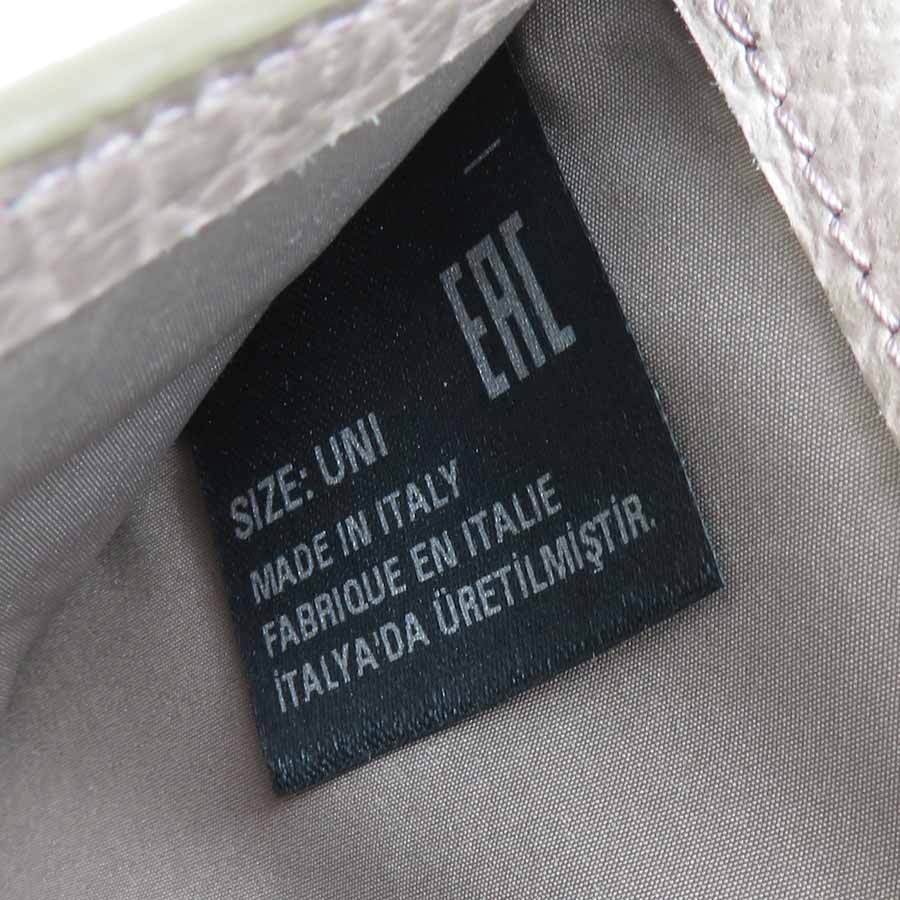 EAC
SIZE: UNI
MADE IN ITALY
FABRIQUE EN ITALIE
İTALYA'DA ÜRETİLMİŞTİR.